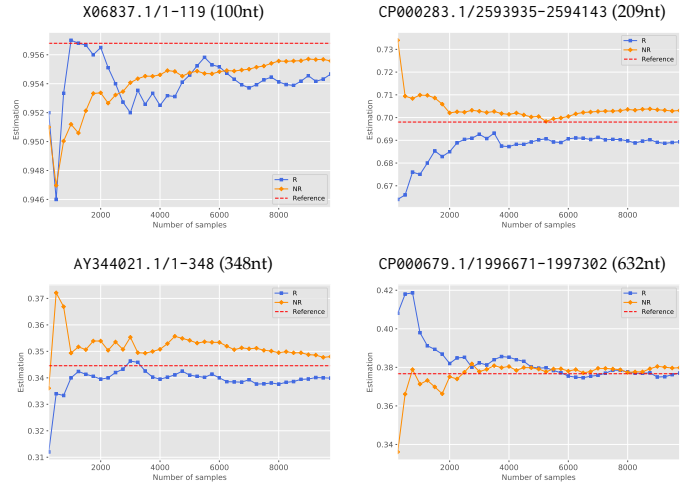 X06837.1/1-119 (100nt)
0.956
0.954
0.952
0.950
0.948
0.946
Estimation
2000
4000
6000
8000
Number of samples
R
NR
Reference
CP000283.1/2593935-2594143 (209nt)
0.73
0.72
0.71
0.70
0.69
0.68
0.67
Estimation
2000
4000
6000
8000
Number of samples
R
NR
Reference
AY344021.1/1-348 (348nt)
0.37
0.36
0.35
0.34
0.33
0.32
0.31
Estimation
2000
4000
6000
8000
Number of samples
R
NR
Reference
CP000679.1/1996671-1997302 (632nt)
0.42
0.40
0.38
0.36
0.34
Estimation
2000
4000
6000
8000
Number of samples
R
NR
Reference